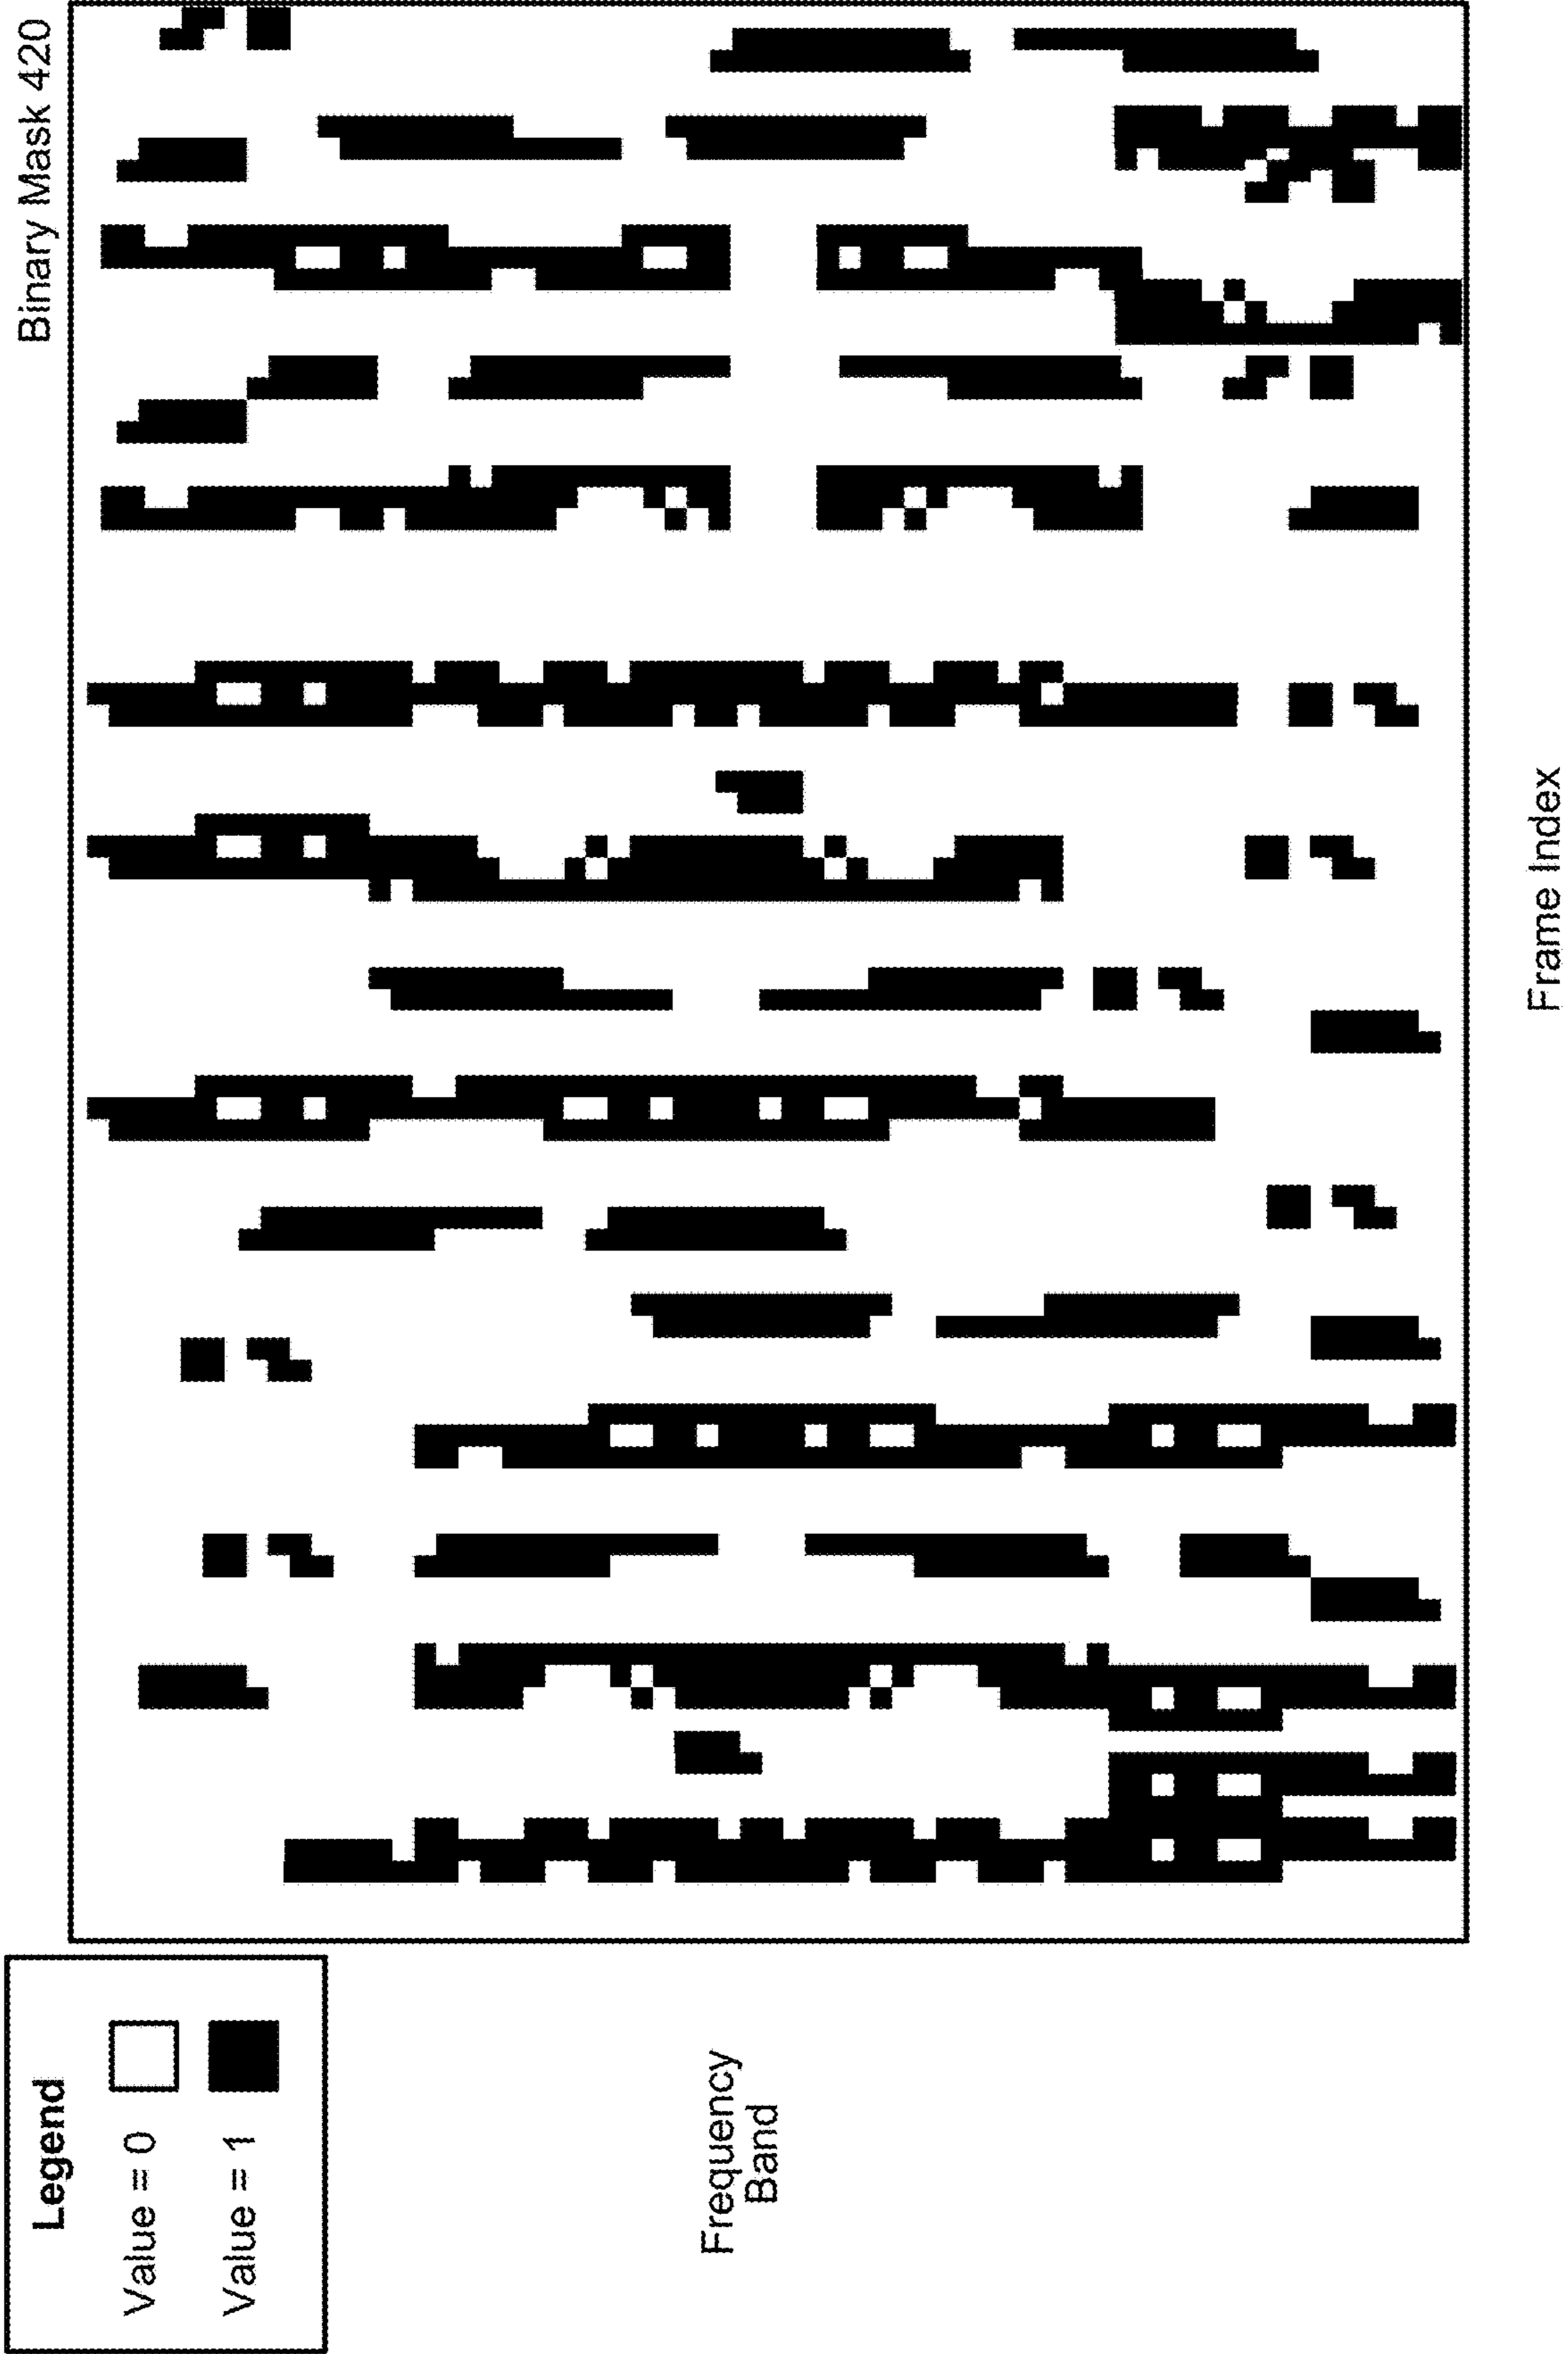 Binary Mask 420
Legend
Value = 0
Value = 1
Frequency
Band
Frame Index